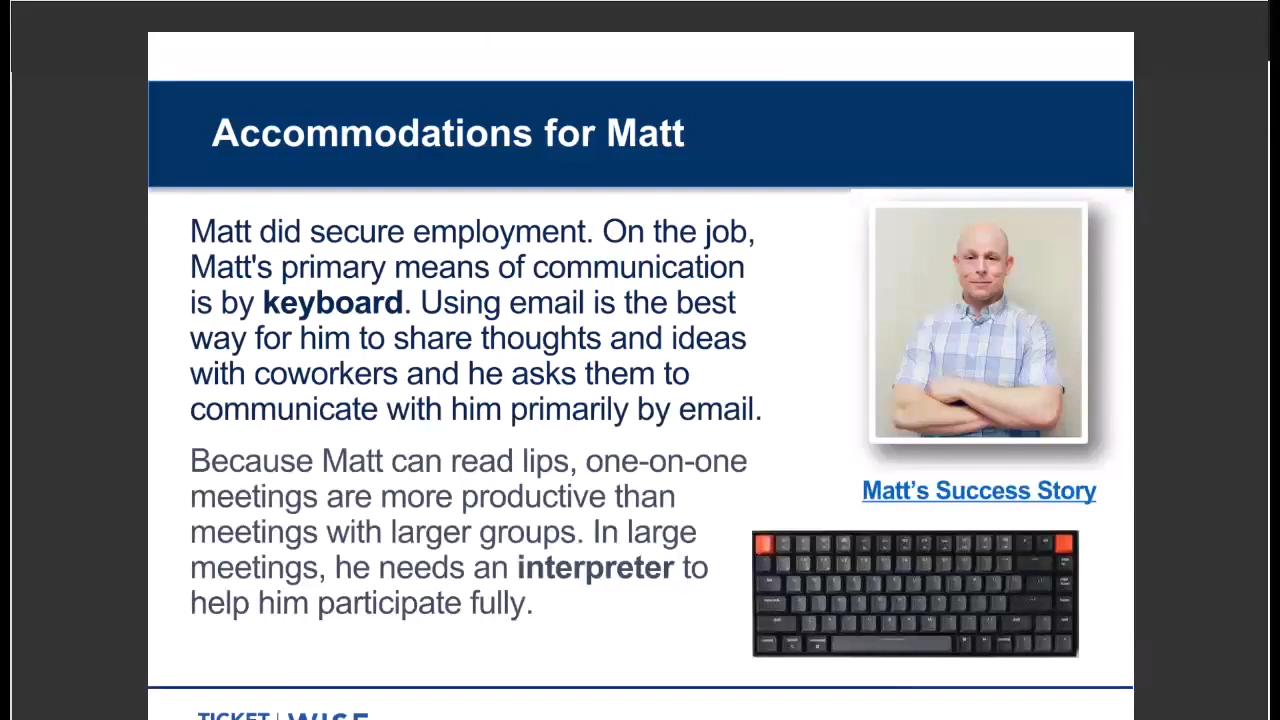 Accommodations for Matt
Matt did secure employment. On the job,
Matt's primary means of communication
is by keyboard. Using email is the best
way for him to share thoughts and ideas
with coworkers and he asks them to
communicate with him primarily by email.
Because Matt can read lips, one-on-one
meetings are more productive than
meetings with larger groups. In large
meetings, he needs an interpreter to
help him participate fully.
Matt’s Success Story
TICKET | WISE